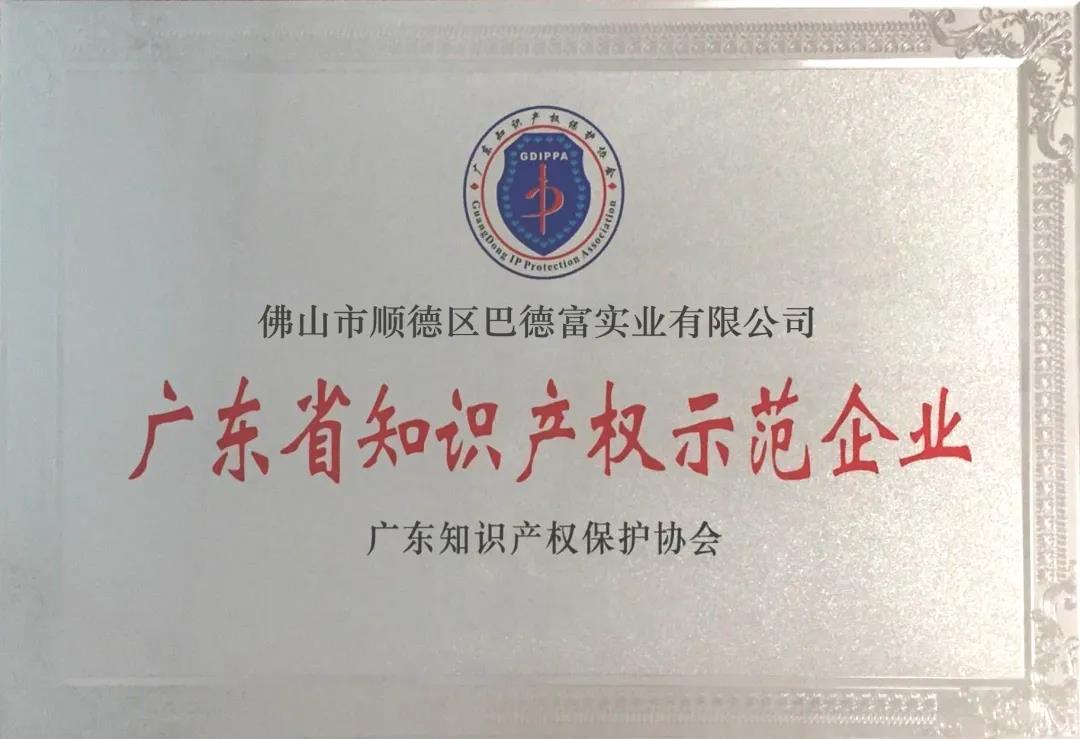 广东知识产权保护协会
GDIPPA
GuangDong IP Protection Association
佛山市顺德区巴德富实业有限公司
广东省知识产权示范企业
广东知识产权保护协会